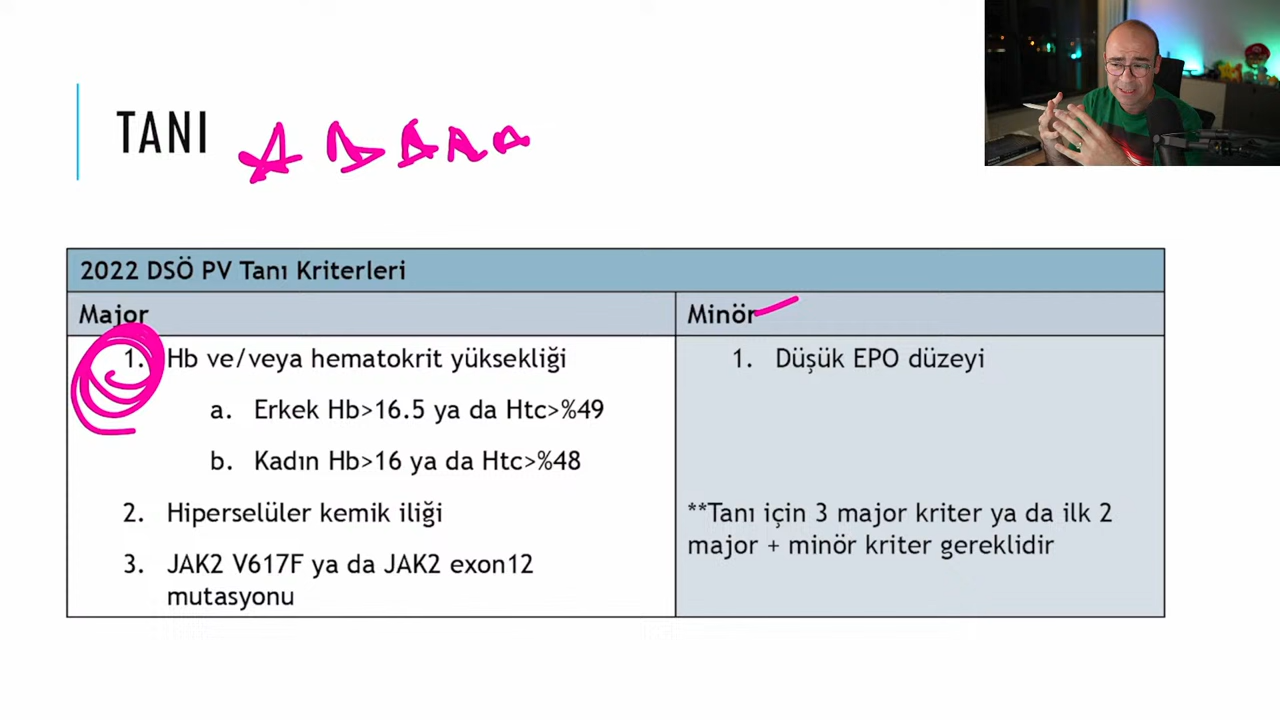 TANI
2022 DSÖ PV Tanı Kriterleri
Major
Minör
1. Hb ve/veya hematokrit yüksekliği
a. Erkek Hb>16.5 ya da Htc>%49
b. Kadın Hb>16 ya da Htc>%48
2. Hiperselüler kemik iliği
3. JAK2 V617F ya da JAK2 exon12
mutasyonu
1. Düşük EPO düzeyi
**Tanı için 3 major kriter ya da ilk 2
major + minör kriter gereklidir